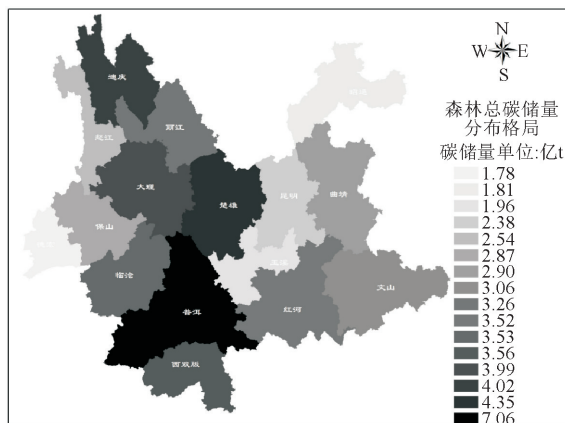 N
W E
S
森林总碳储量
分布格局
碳储量单位:亿t
1.78
1.81
1.96
2.38
2.54
2.87
2.90
3.06
3.26
3.52
3.53
3.56
3.99
4.02
4.35
7.06
迪庆
怒江
丽江
大理
楚雄
昆明
曲靖
保山
临沧
普洱
红河
文山
西双版